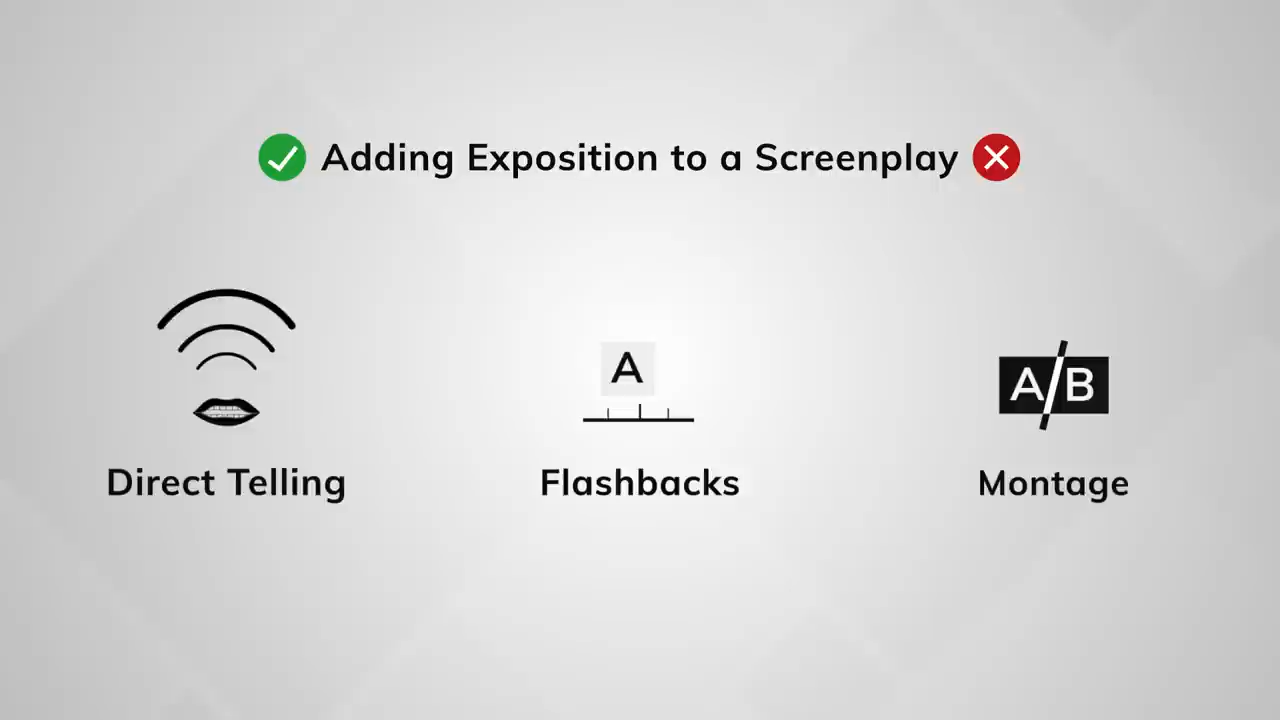 Adding Exposition to a Screenplay
A
A/B
Direct Telling
Flashbacks
Montage